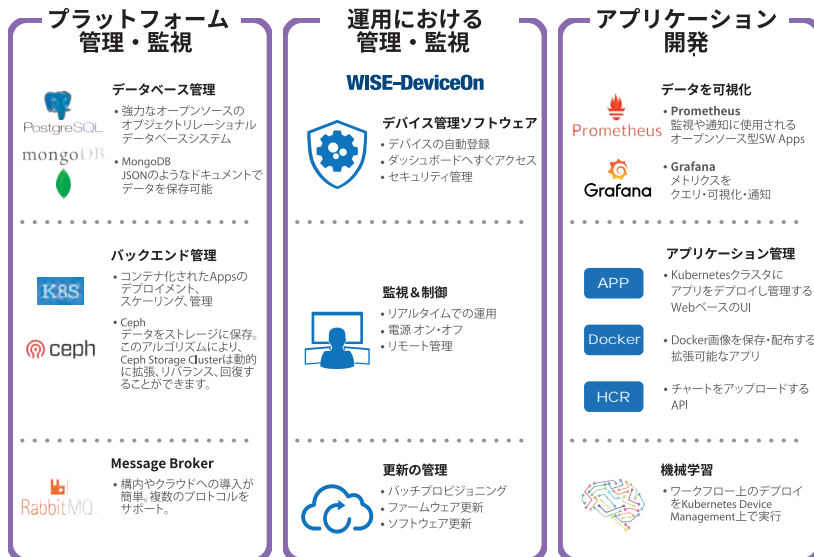 プラットフォーム
管理・監視
データベース管理
PostgreSQL
• 強力なオープンソースの
オブジェクトリレーショナル
データベースシステム
mongoDB
• MongoDB
JSONのようなドキュメントで
データを保存可能
バックエンド管理
K8S
• コンテナ化されたAppsの
デプロイメント、
スケーリング、管理
ceph
• Ceph
データをストレージに保存。
このアルゴリズムにより、
Ceph Storage Clusterは動的
に拡張、リバランス、回復す
ることができます。
Message Broker
RabbitMQ
• 構内やクラウドへの導入が
簡単。複数のプロトコルを
サポート。
運用における
管理・監視
WISE-DeviceOn
デバイス管理ソフトウェア
• デバイスの自動登録
• ダッシュボードへすぐアクセス
• セキュリティ管理
監視＆制御
• リアルタイムでの運用
• 電源 オン・オフ
• リモート管理
更新の管理
• バッチプロビジョニング
• ファームウェア更新
• ソフトウェア更新
アプリケーション
開発
データを可視化
Prometheus
• Prometheus
監視や通知に使用される
オープンソース型SW Apps
Grafana
• Grafana
メトリクスを
クエリ・可視化・通知
アプリケーション管理
APP
• Kubernetesクラスタに
アプリをデプロイし管理する
WebベースのUI
Docker
• Docker画像を保存・配布する
拡張可能なアプリ
HCR
• チャートをアップロードする
API
機械学習
• ワークフロー上のデプロイ
をKubernetes Device
Management上で実行